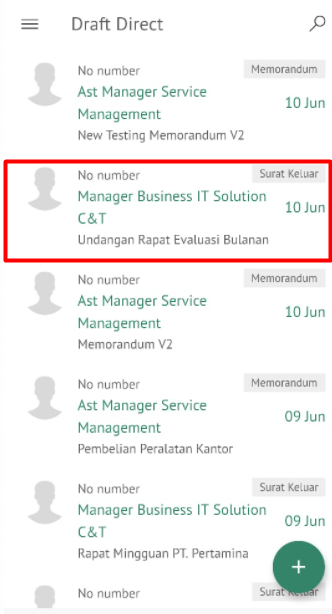 Draft Direct
No number
Memorandum
Ast Manager Service
Management
10 Jun
New Testing Memorandum V2
No number
Surat Keluar
Manager Business IT Solution
C&T
10 Jun
Undangan Rapat Evaluasi Bulanan
No number
Memorandum
Ast Manager Service
Management
10 Jun
Memorandum V2
No number
Memorandum
Ast Manager Service
Management
09 Jun
Pembelian Peralatan Kantor
No number
Surat Keluar
Manager Business IT Solution
C&T
09 Jun
Rapat Mingguan PT. Pertamina
+
No number
Surat Keluar